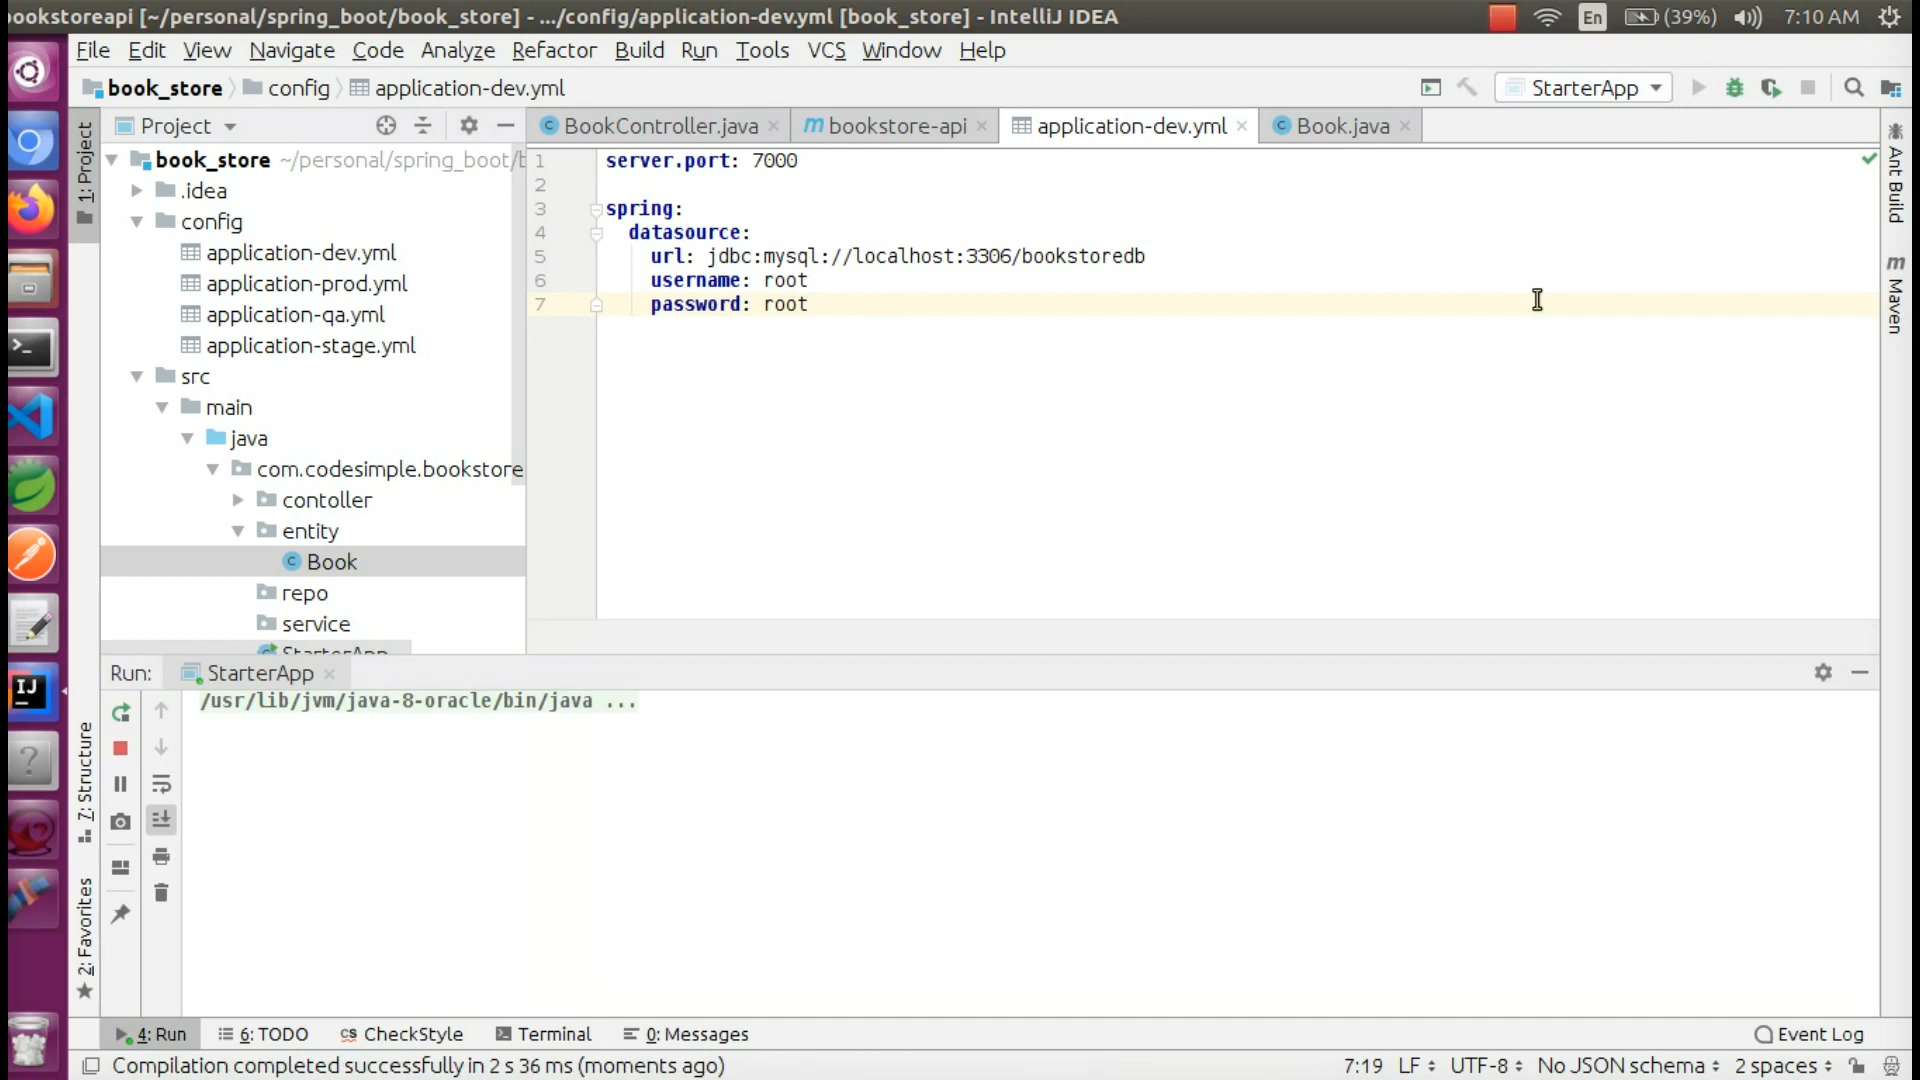 ookstoreapi [~/personal/spring_boot/book_store] - .../config/application-dev.yml [book_store] - IntelliJ IDEA
En (39%) 7:10 AM
File Edit View Navigate Code Analyze Refactor Build Run Tools VCS Window Help
book_store config application-dev.yml StarterApp
Project BookController.java bookstore-api application-dev.yml Book.java
book_store ~/personal/spring_boot/b
.idea
config
application-dev.yml
application-prod.yml
application-qa.yml
application-stage.yml
src
main
java
com.codesimple.bookstore
contoller
entity
Book
repo
service
StarterApp
1 server.port: 7000
2
3 spring:
4 datasource:
5 url: jdbc:mysql://localhost:3306/bookstoredb
6 username: root
7 password: root
1: Project
7: Structure
2: Favorites
Ant Build
Maven
Run: StarterApp
/usr/lib/jvm/java-8-oracle/bin/java ...
4: Run 6: TODO CheckStyle Terminal 0: Messages Event Log
Compilation completed successfully in 2 s 36 ms (moments ago) 7:19 LF UTF-8 No JSON schema 2 spaces